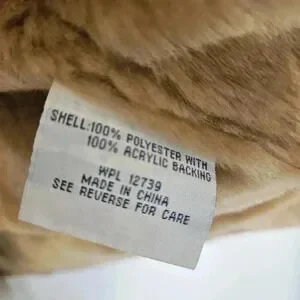 SHELL:100% POLYESTER WITH
100% ACRYLIC BACKING
WPL 12739
MADE IN CHINA
SEE REVERSE FOR CARE